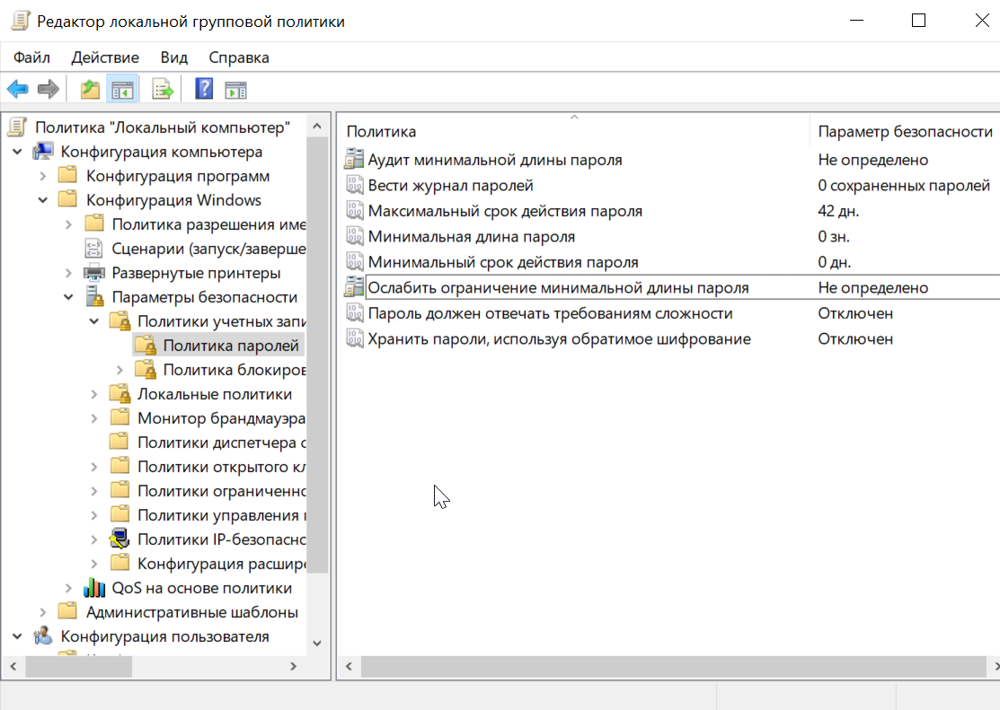 Редактор локальной групповой политики
Файл Действие Вид Справка
Политика "Локальный компьютер"
Конфигурация компьютера
Конфигурация программ
Конфигурация Windows
Политика разрешения име
Сценарии (запуск/заверше
Развернутые принтеры
Параметры безопасности
Политики учетных запи
Политика паролей
Политика блокиров
Локальные политики
Монитор брандмауэра
Политики диспетчера с
Политики открытого кл
Политики ограниченно
Политики управления
Политики IP-безопасно
Конфигурация расшире
QoS на основе политики
Административные шаблоны
Конфигурация пользователя
Политика Параметр безопасности
Аудит минимальной длины пароля Не определено
Вести журнал паролей 0 сохраненных паролей
Максимальный срок действия пароля 42 дн.
Минимальная длина пароля 0 зн.
Минимальный срок действия пароля 0 дн.
Ослабить ограничение минимальной длины пароля Не определено
Пароль должен отвечать требованиям сложности Отключен
Хранить пароли, используя обратимое шифрование Отключен